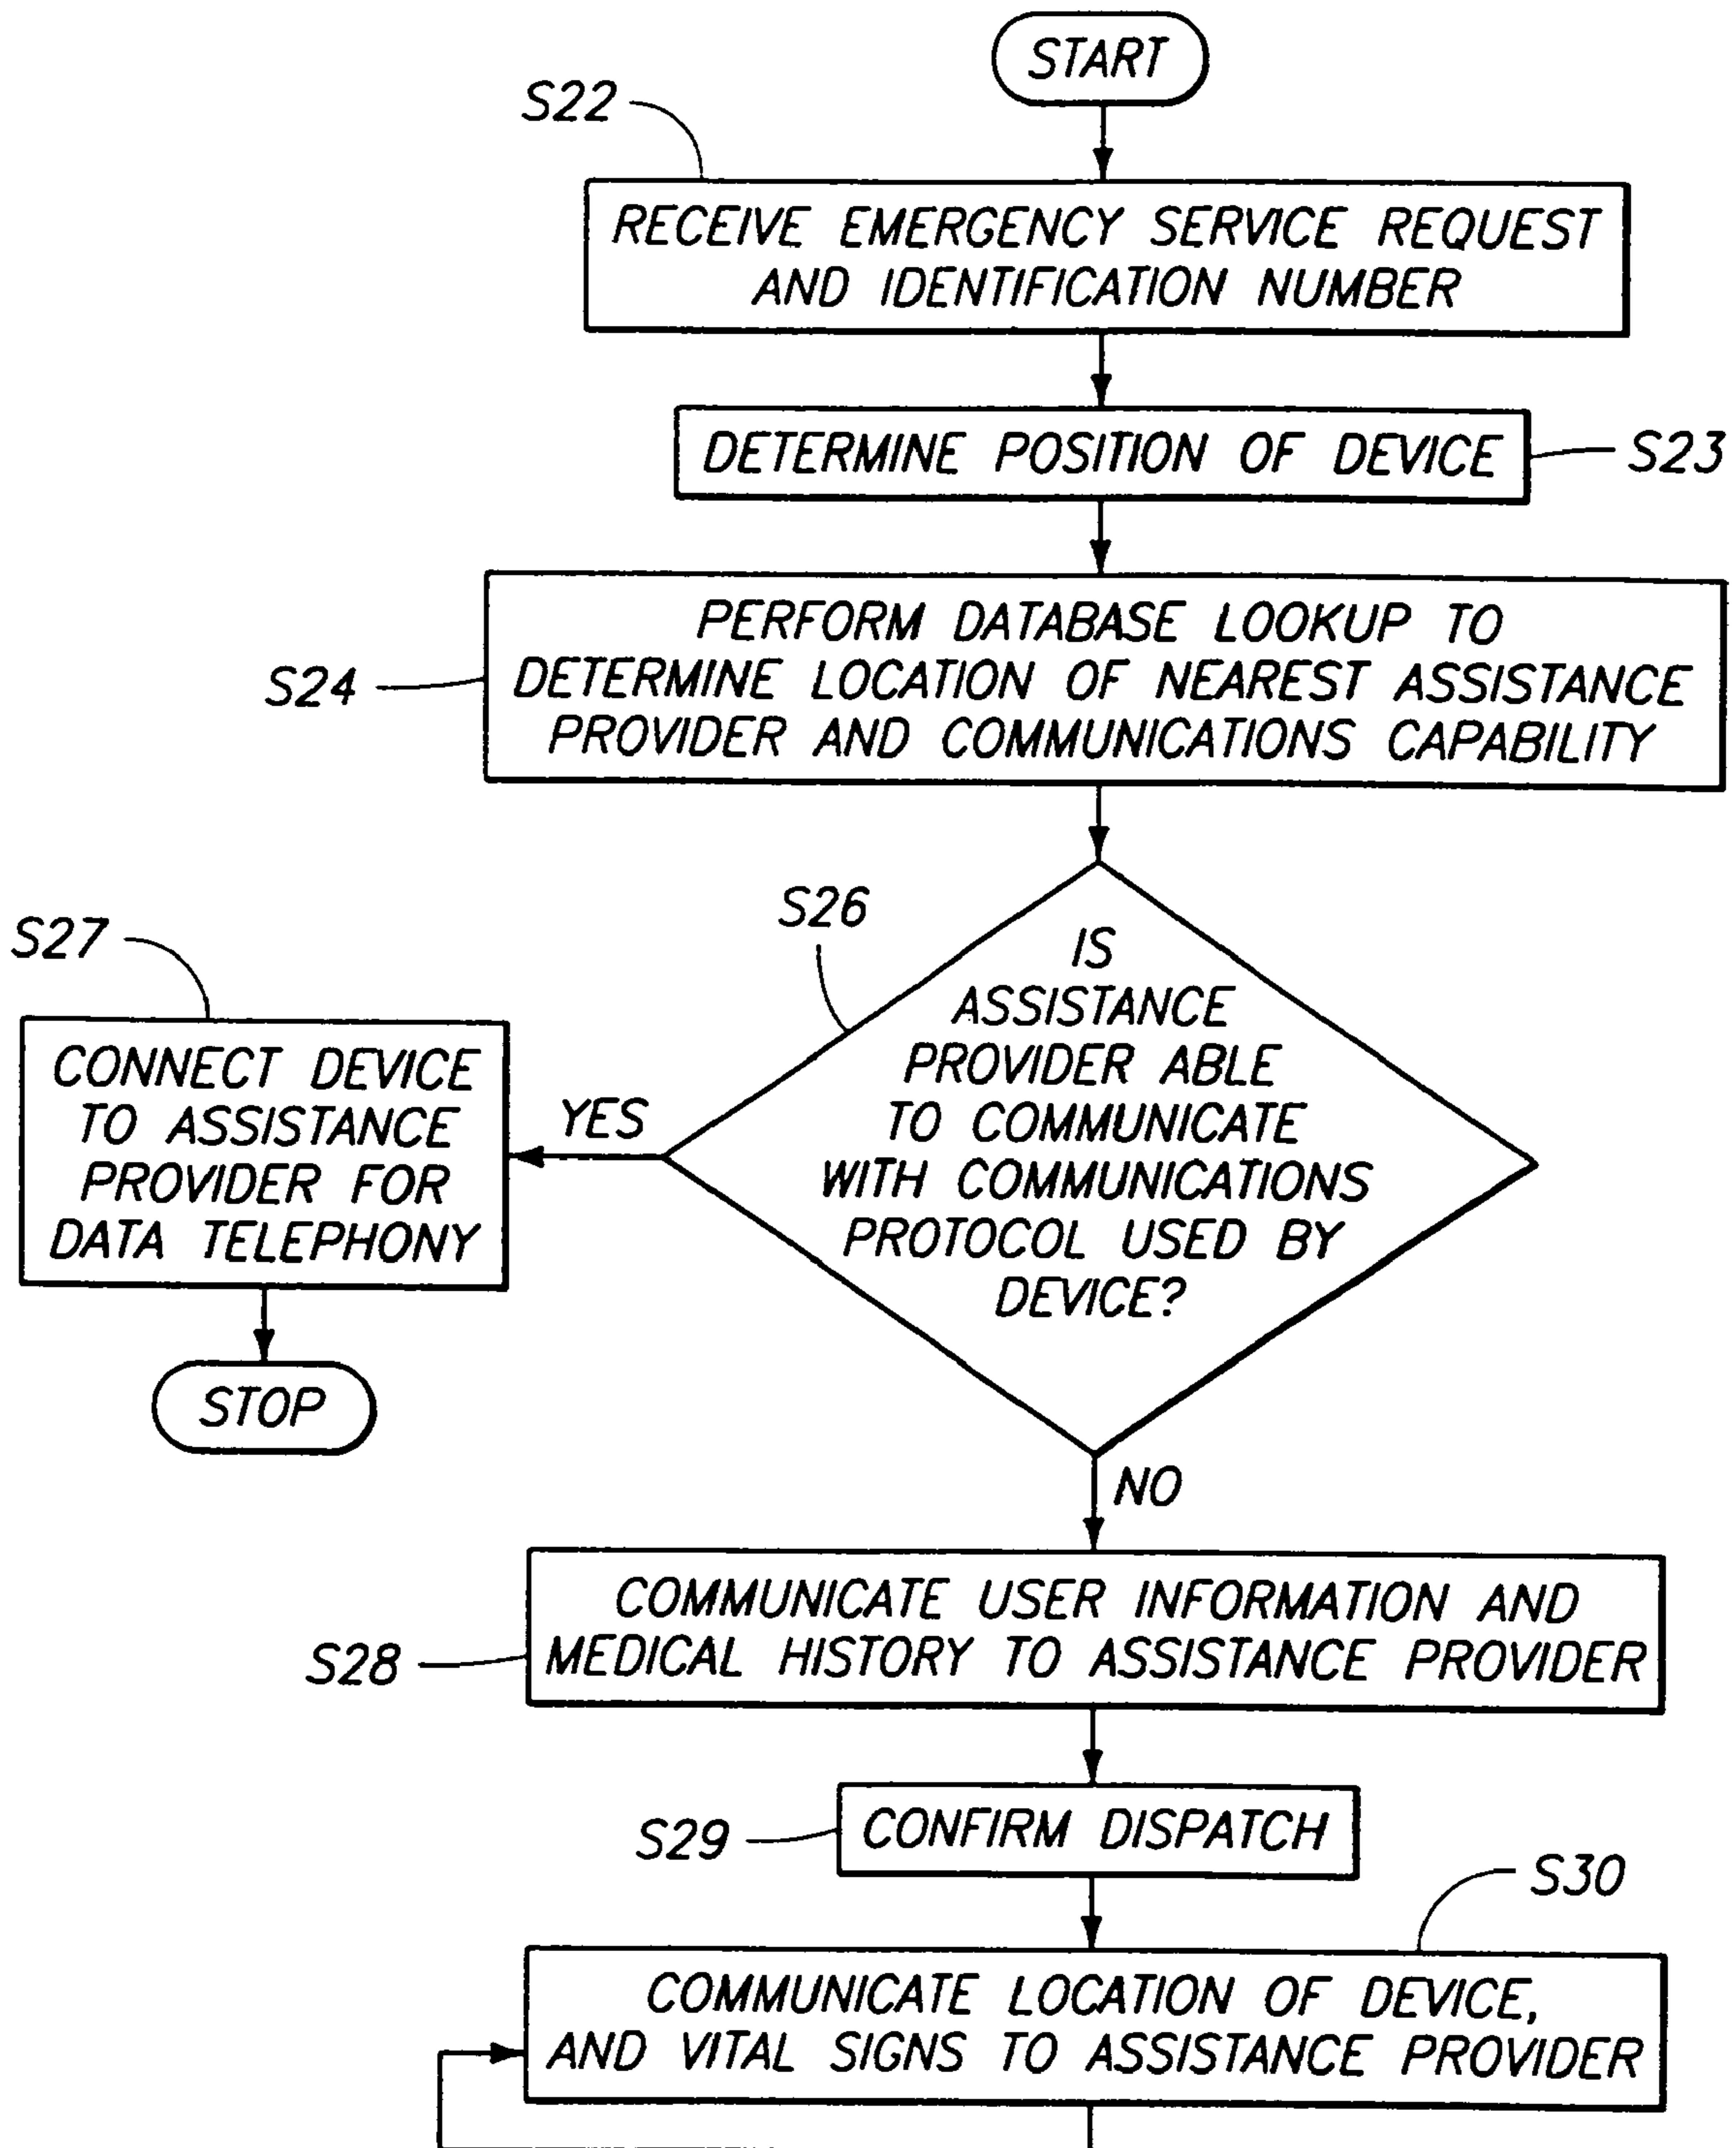 START
S22
RECEIVE EMERGENCY SERVICE REQUEST
AND IDENTIFICATION NUMBER
DETERMINE POSITION OF DEVICE
S23
S24
PERFORM DATABASE LOOKUP TO
DETERMINE LOCATION OF NEAREST ASSISTANCE
PROVIDER AND COMMUNICATIONS CAPABILITY
S26
IS
ASSISTANCE
PROVIDER ABLE
TO COMMUNICATE
WITH COMMUNICATIONS
PROTOCOL USED BY
DEVICE?
YES
S27
CONNECT DEVICE
TO ASSISTANCE
PROVIDER FOR
DATA TELEPHONY
STOP
NO
S28
COMMUNICATE USER INFORMATION AND
MEDICAL HISTORY TO ASSISTANCE PROVIDER
S29
CONFIRM DISPATCH
S30
COMMUNICATE LOCATION OF DEVICE,
AND VITAL SIGNS TO ASSISTANCE PROVIDER